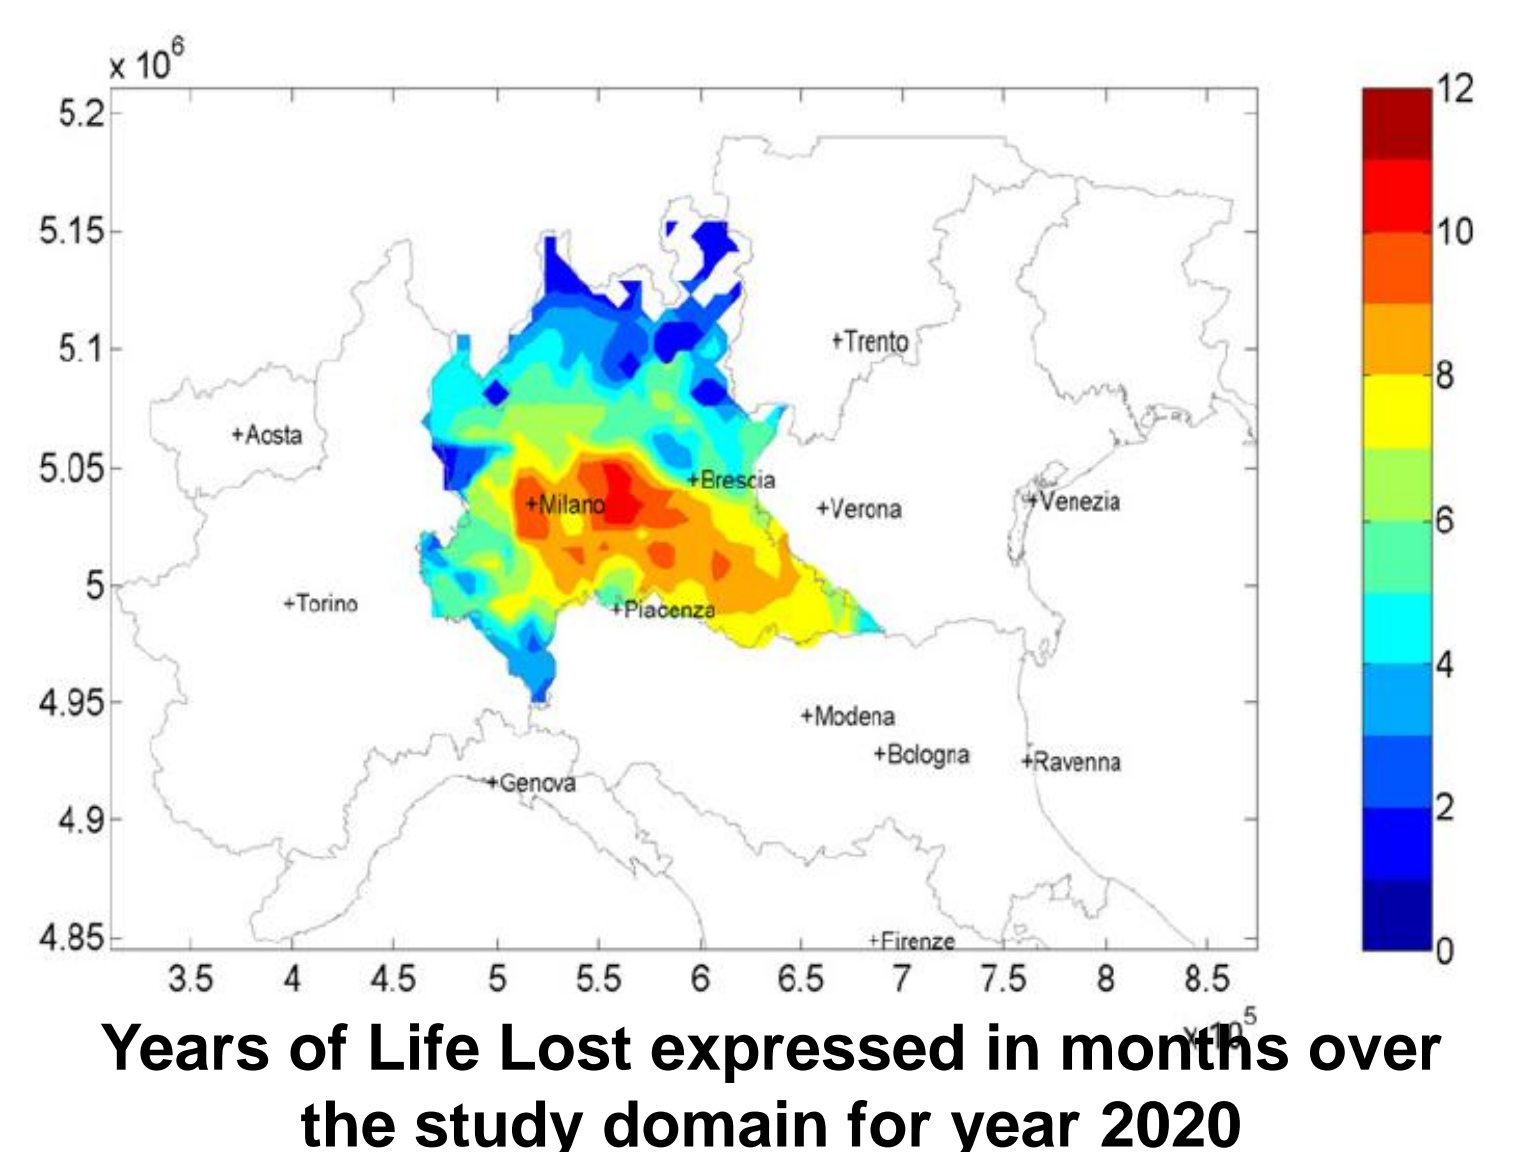 x 10^6
5.2
5.15
5.1
5.05
5
4.95
4.9
4.85
3.5 4 4.5 5 5.5 6 6.5 7 7.5 8 8.5
x 10^5
+Trento
+Aosta
+Brescia
+Milano
+Verona
+Venezia
+Torino
+Piacenza
+Modena
+Bologna
+Ravenna
+Genova
+Firenze
12
10
8
6
4
2
0
Years of Life Lost expressed in months over
the study domain for year 2020